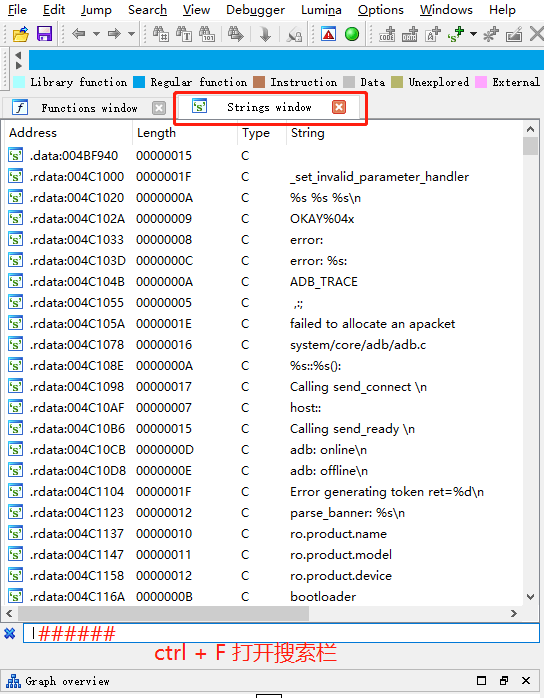 File Edit Jump Search View Debugger Lumina Options Windows Help
Library function Regular function Instruction Data Unexplored External
Functions window Strings window
Address Length Type String
.data:004BF940 00000015 C
.rdata:004C1000 0000001F C _set_invalid_parameter_handler
.rdata:004C1020 0000000A C %s %s %s\n
.rdata:004C102A 00000009 C OKAY%04x
.rdata:004C1033 00000008 C error:
.rdata:004C103D 0000000C C error: %s:
.rdata:004C104B 0000000A C ADB_TRACE
.rdata:004C1055 00000005 C ,:;
.rdata:004C105A 0000001E C failed to allocate an apacket
.rdata:004C1078 00000016 C system/core/adb/adb.c
.rdata:004C108E 0000000A C %s::%s():
.rdata:004C1098 00000017 C Calling send_connect \n
.rdata:004C10AF 00000007 C host::
.rdata:004C10B6 00000015 C Calling send_ready \n
.rdata:004C10CB 0000000D C adb: online\n
.rdata:004C10D8 0000000E C adb: offline\n
.rdata:004C1104 0000001F C Error generating token ret=%d\n
.rdata:004C1123 00000012 C parse_banner: %s\n
.rdata:004C1137 00000010 C ro.product.name
.rdata:004C1147 00000011 C ro.product.model
.rdata:004C1158 00000012 C ro.product.device
.rdata:004C116A 0000000B C bootloader
######
ctrl + F 打开搜索栏
Graph overview